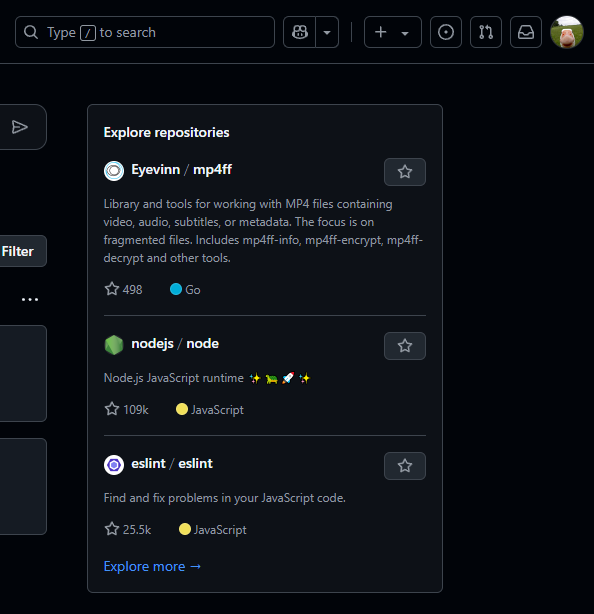 Type / to search
Explore repositories
Eyevinn / mp4ff
Library and tools for working with MP4 files containing
video, audio, subtitles, or metadata. The focus is on
fragmented files. Includes mp4ff-info, mp4ff-encrypt, mp4ff-
decrypt and other tools.
498 Go
Filter
nodejs / node
Node.js JavaScript runtime ✨ 🐢 🚀 ✨
109k JavaScript
eslint / eslint
Find and fix problems in your JavaScript code.
25.5k JavaScript
Explore more →